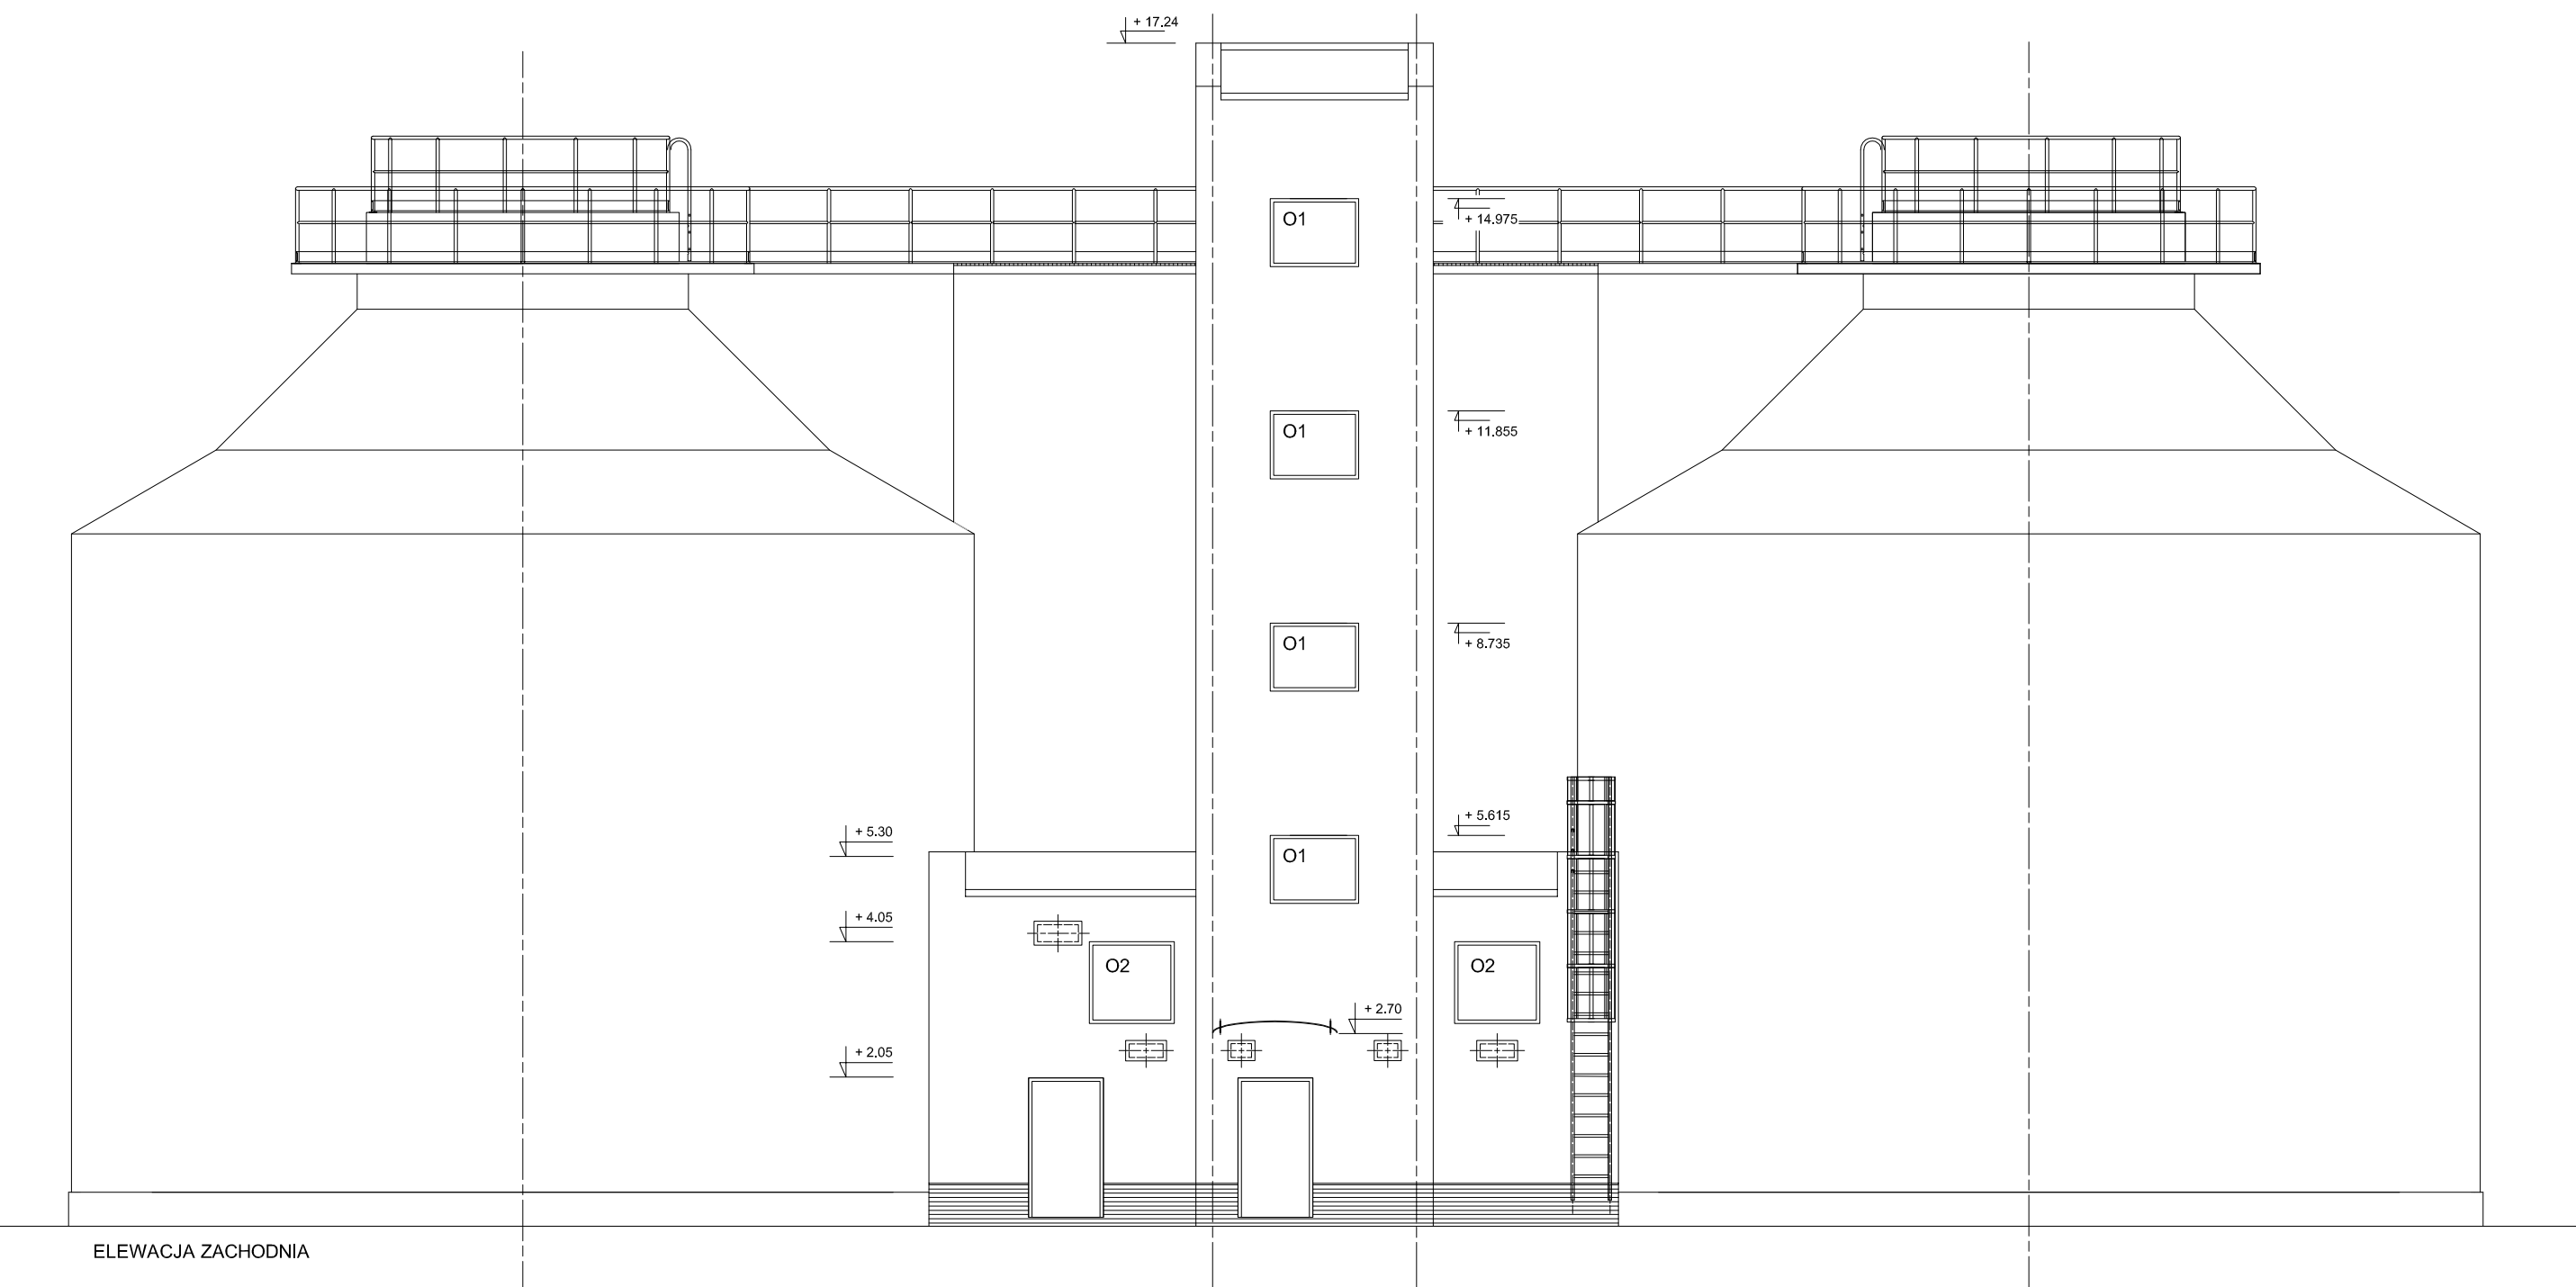 + 17.24
O1
+ 14.975
O1
+ 11.855
O1
+ 8.735
+ 5.615
+ 5.30
O1
+ 4.05
O2
O2
+ 2.70
+ 2.05
ELEWACJA ZACHODNIA